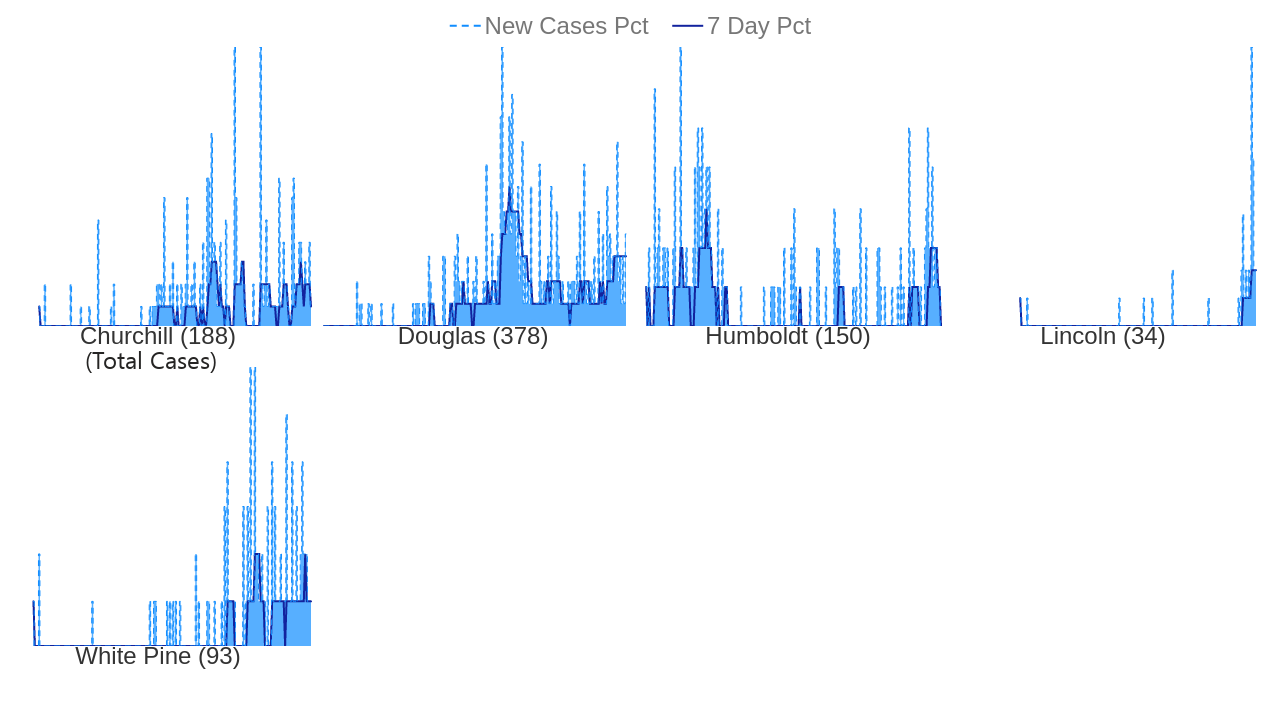 New Cases Pct 7 Day Pct
Churchill (188) Douglas (378) Humboldt (150) Lincoln (34)
(Total Cases)
White Pine (93)